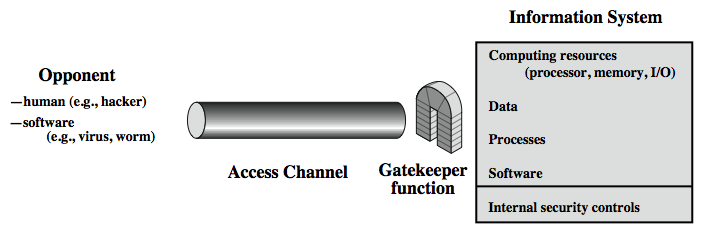 Information System
Opponent
—human (e.g., hacker)
—software
(e.g., virus, worm)
Access Channel
Gatekeeper
function
Computing resources
(processor, memory, I/O)
Data
Processes
Software
Internal security controls